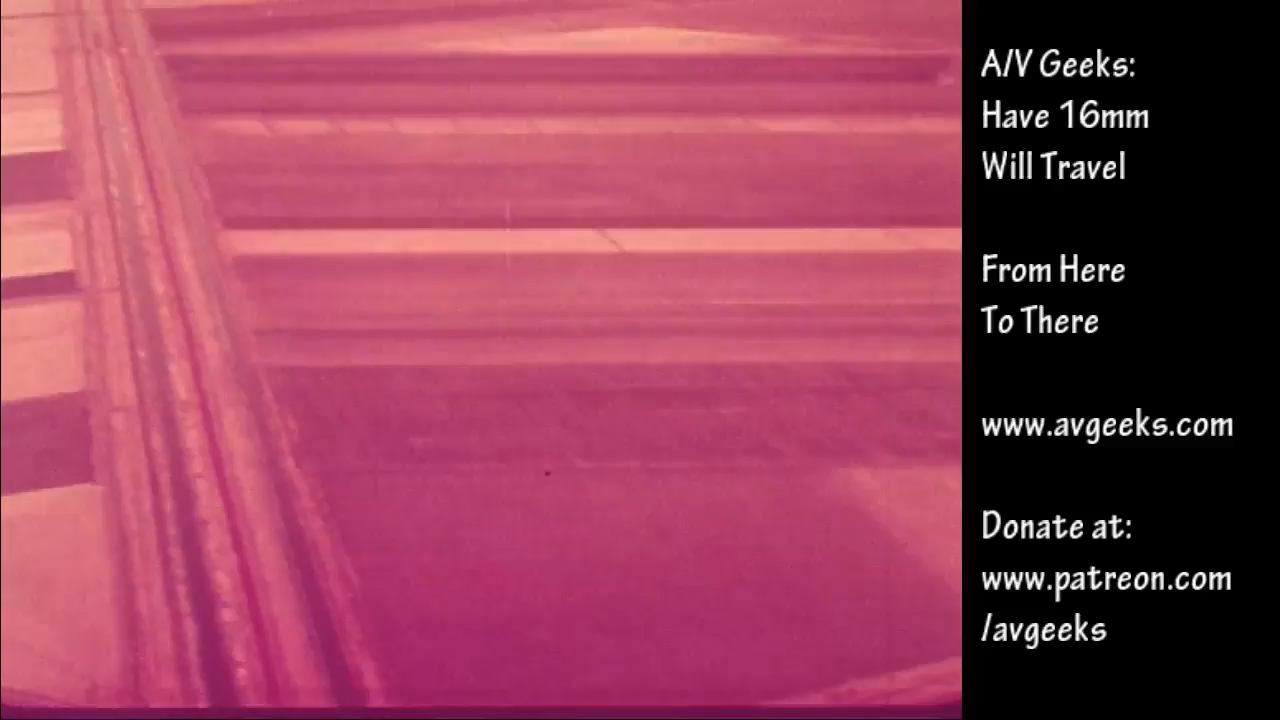 A/V Geeks:
Have 16mm
Will Travel
From Here
To There
www.avgeeks.com
Donate at:
www.patreon.com
/avgeeks